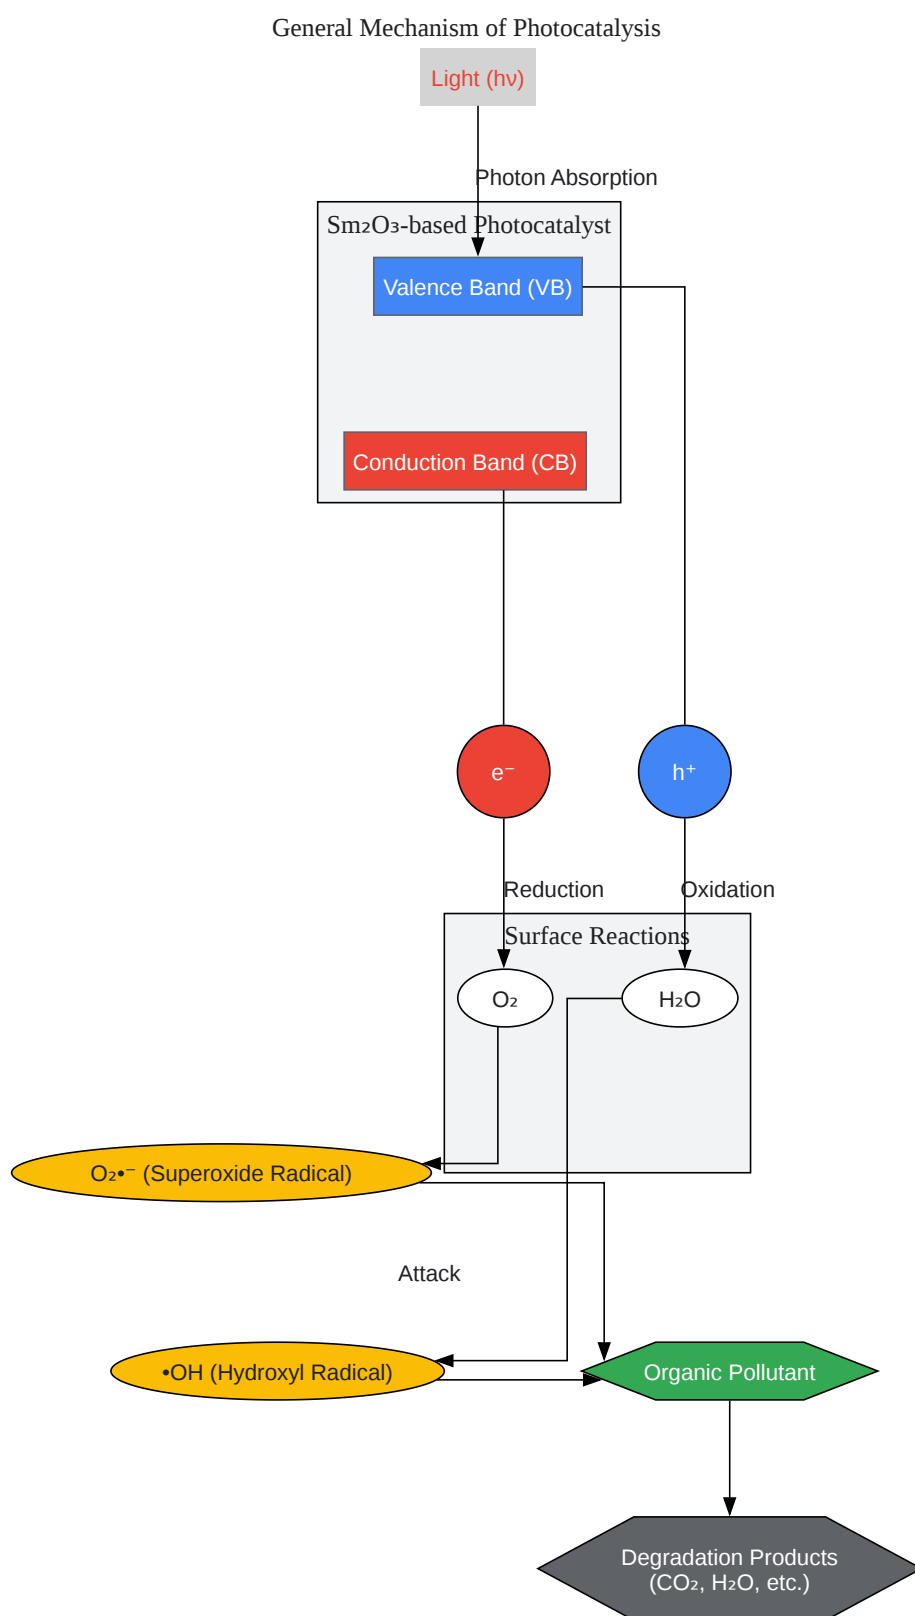 General Mechanism of Photocatalysis
Light (hν)
Photon Absorption
Sm₂O₃-based Photocatalyst
Valence Band (VB)
Conduction Band (CB)
e⁻
h⁺
Reduction
Oxidation
Surface Reactions
O₂
H₂O
O₂•⁻ (Superoxide Radical)
Attack
•OH (Hydroxyl Radical)
Organic Pollutant
Degradation Products
(CO₂, H₂O, etc.)